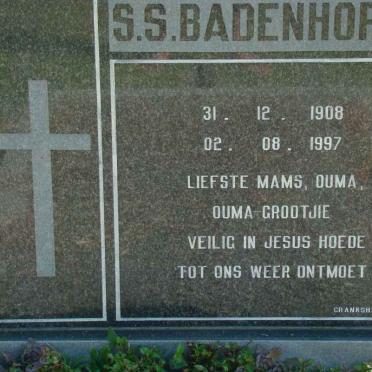 S.S.BADENHOR
31. 12. 1908
02. 08. 1997
LIEFSTE MAMS, OUMA,
OUMA GROOTJIE
VEILIG IN JESUS HOEDE
TOT ONS WEER ONTMOET
CRANKSH